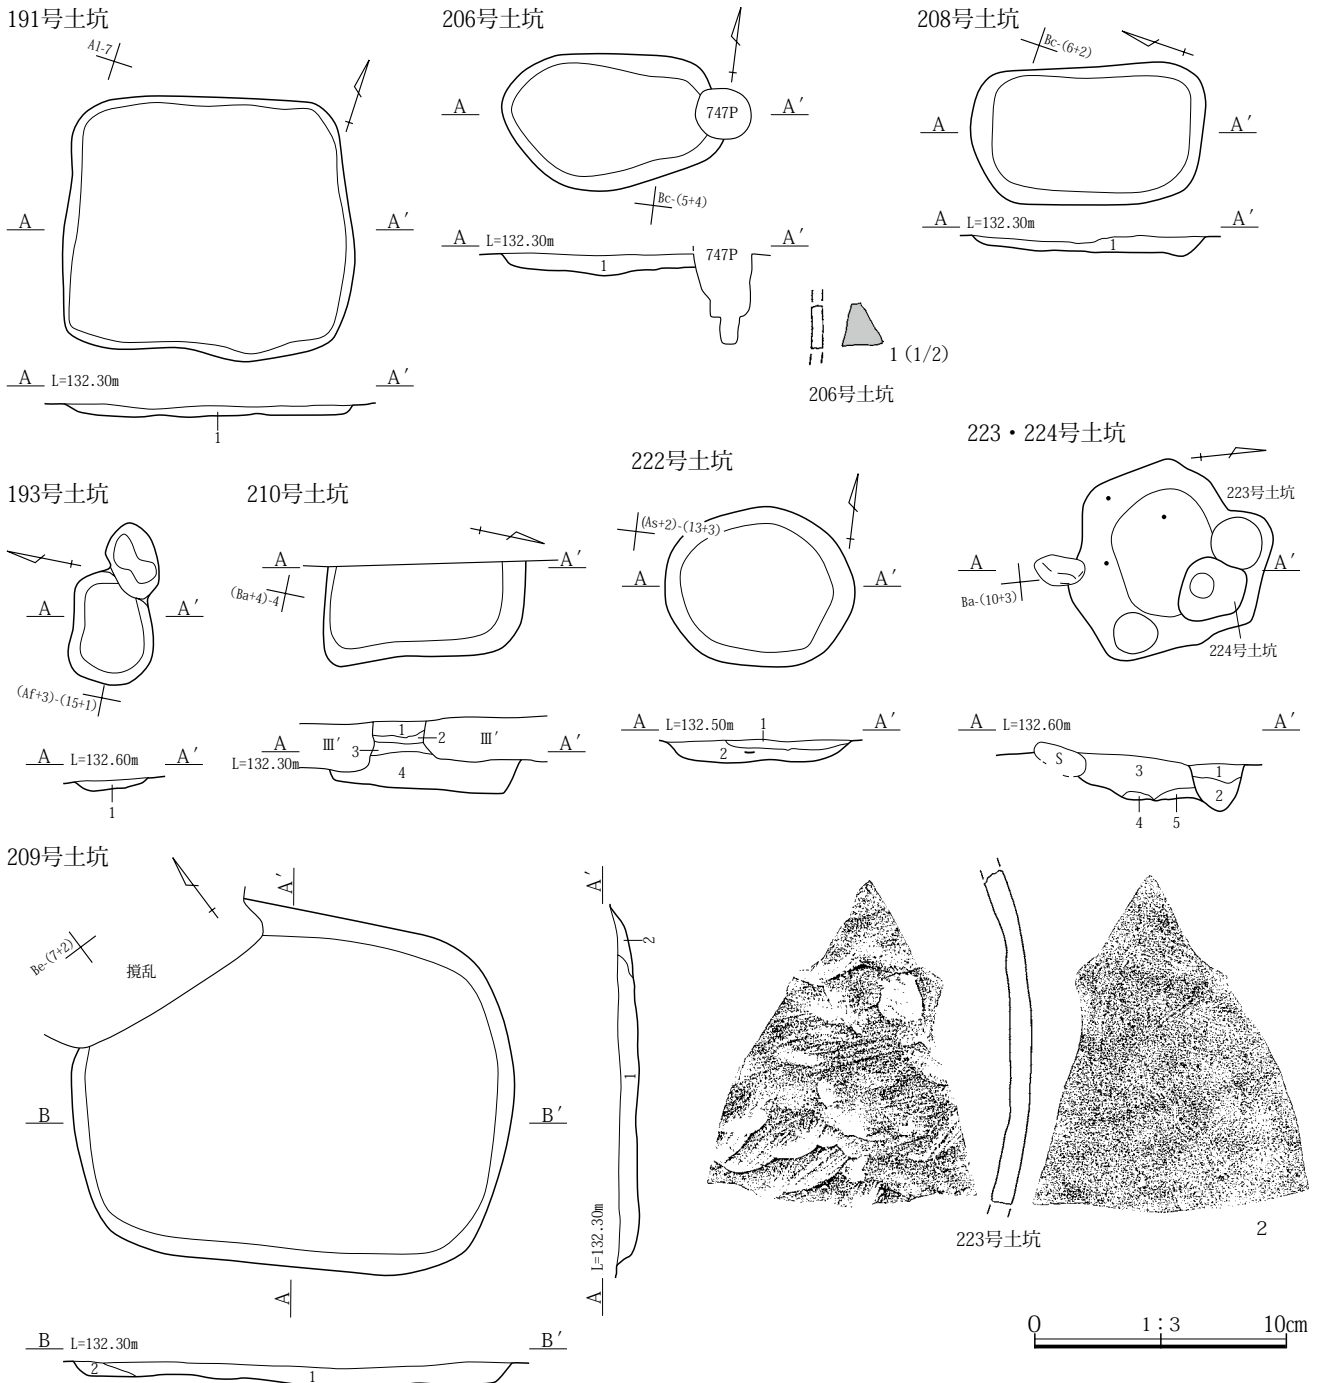 191号土坑
Al-7
A
A′
A
L=132.30m
A′
1
206号土坑
A
747P
A′
Bc-(5+4)
A
L=132.30m
747P
A′
1
1 (1/2)
206号土坑
208号土坑
Bc-(6+2)
A
A′
A
L=132.30m
A′
1
193号土坑
A
A′
(Af+3)-(15+1)
A
L=132.60m
A′
1
210号土坑
A
A′
(Ba+4)-4
A
L=132.30m
Ⅲ′
1
2
3
4
Ⅲ′
A′
222号土坑
(As+2)-(13+3)
A
A′
A
L=132.50m
1
2
A′
223・224号土坑
223号土坑
A
A′
Ba-(10+3)
224号土坑
A
L=132.60m
A′
S
3
1
2
4
5
209号土坑
A′
Be-(7+2)
撹乱
B
B′
A
A′
2
1
L=132.30m
A
B
L=132.30m
B′
2
1
223号土坑
2
0
1：3
10cm